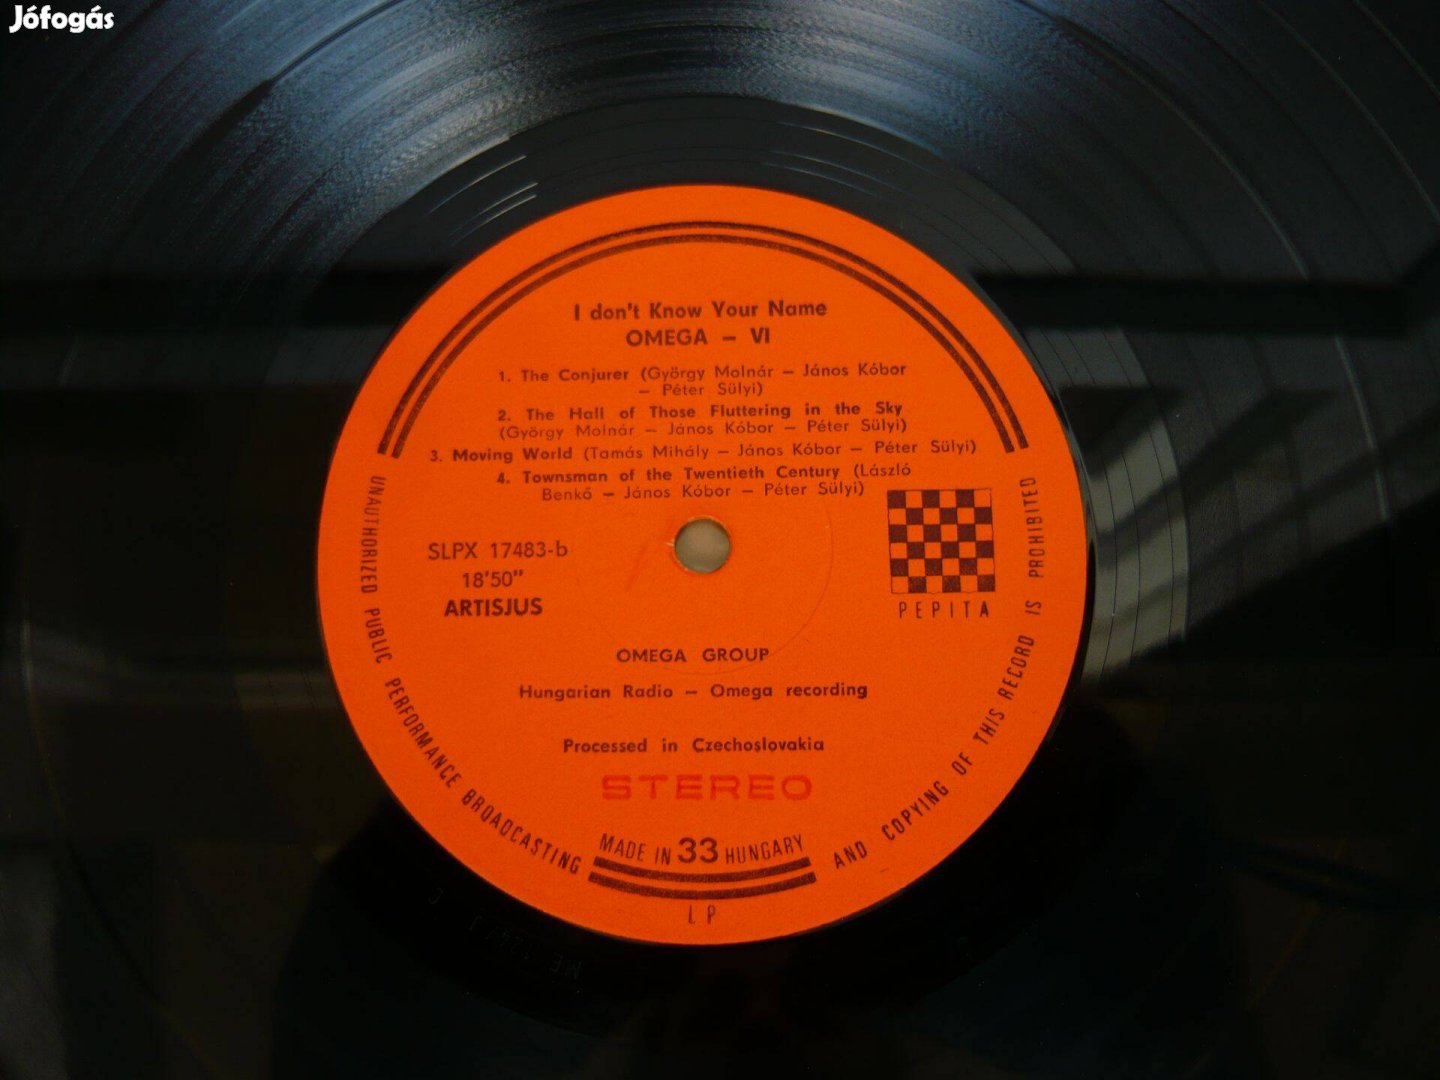 Jófogás
I don't Know Your Name
OMEGA – VI
1. The Conjurer (György Molnár – János Kóbor
– Péter Sülyi)
2. The Hall of Those Fluttering in the Sky
(György Molnár – János Kóbor – Péter Sülyi)
3. Moving World (Tamás Mihály – János Kóbor – Péter Sülyi)
4. Townsman of the Twentieth Century (László
Benkő – János Kóbor – Péter Sülyi)
SLPX 17483-b
18'50"
ARTISJUS
PEPITA
OMEGA GROUP
Hungarian Radio – Omega recording
Processed in Czechoslovakia
STEREO
MADE IN 33 HUNGARY
LP
UNAUTHORIZED PUBLIC PERFORMANCE BROADCASTING AND COPYING OF THIS RECORD IS PROHIBITED